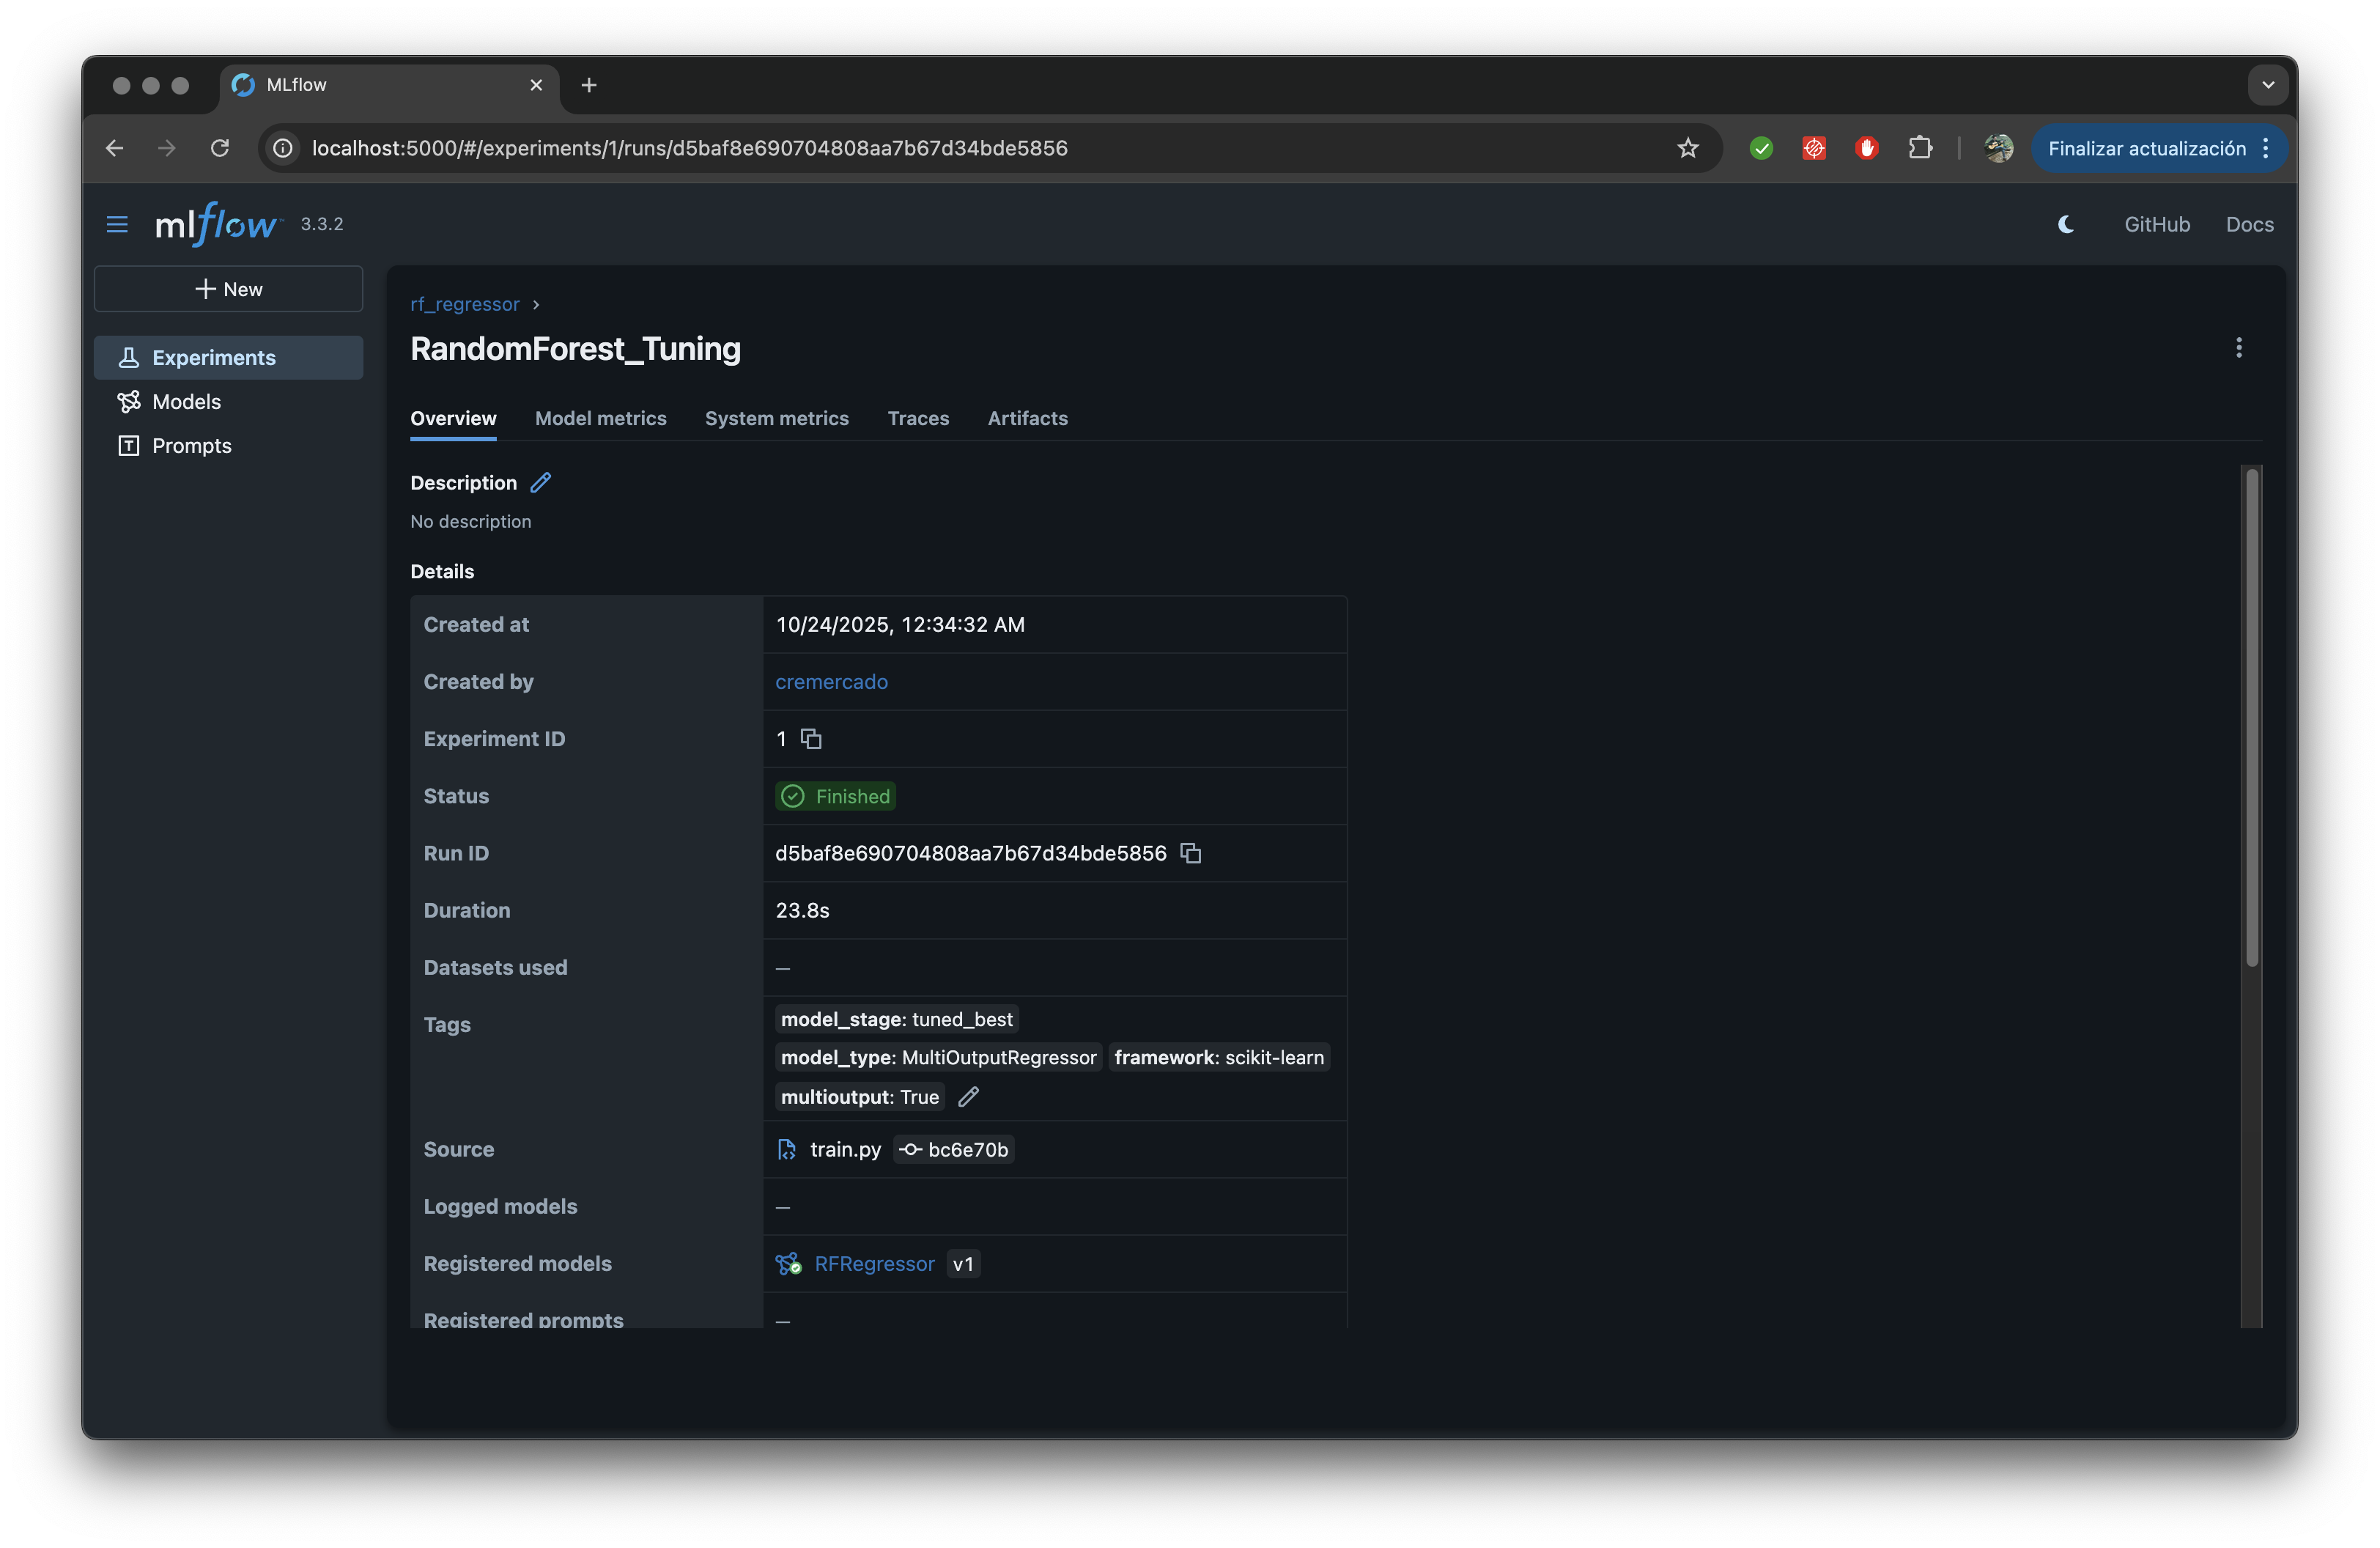 MLflow
localhost:5000/#/experiments/1/runs/d5baf8e690704808aa7b67d34bde5856
Finalizar actualización
mlflow™ 3.3.2
GitHub
Docs
New
Experiments
Models
Prompts
rf_regressor
RandomForest_Tuning
Overview Model metrics System metrics Traces Artifacts
Description
No description
Details
Created at 10/24/2025, 12:34:32 AM
Created by cremercado
Experiment ID 1
Status Finished
Run ID d5baf8e690704808aa7b67d34bde5856
Duration 23.8s
Datasets used —
Tags model_stage: tuned_best
model_type: MultiOutputRegressor framework: scikit-learn
multioutput: True
Source train.py bc6e70b
Logged models —
Registered models RFRegressor v1
Registered prompts —